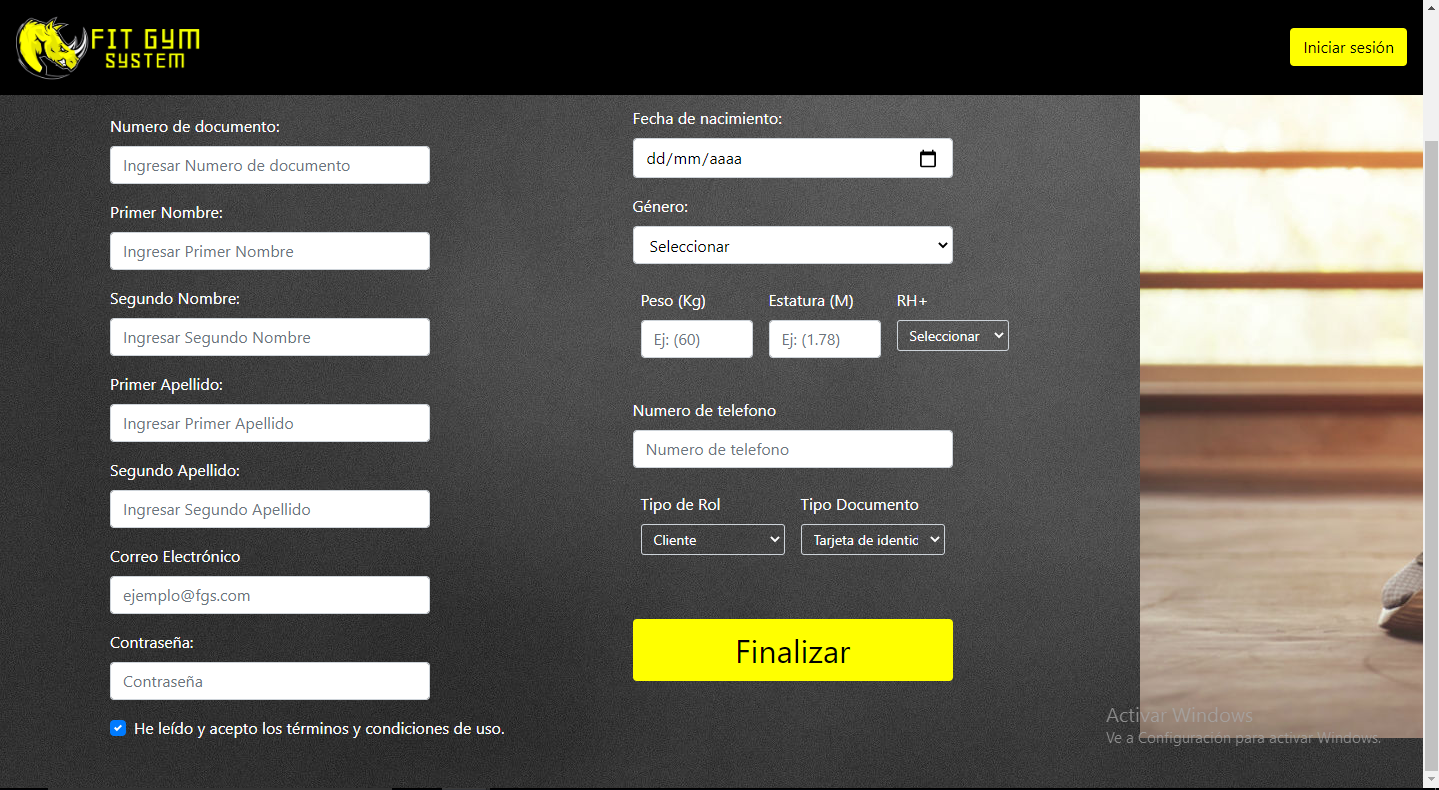 FIT GYM
SYSTEM
Iniciar sesión
Numero de documento:
Ingresar Numero de documento
Primer Nombre:
Ingresar Primer Nombre
Segundo Nombre:
Ingresar Segundo Nombre
Primer Apellido:
Ingresar Primer Apellido
Segundo Apellido:
Ingresar Segundo Apellido
Correo Electrónico
ejemplo@fgs.com
Contraseña:
Contraseña
He leído y acepto los términos y condiciones de uso.
Fecha de nacimiento:
dd/mm/aaaa
Género:
Seleccionar
Peso (Kg) Estatura (M) RH+
Ej: (60) Ej: (1.78) Seleccionar
Numero de telefono
Numero de telefono
Tipo de Rol Tipo Documento
Cliente Tarjeta de identic
Finalizar
Activar Windows
Ve a Configuración para activar Windows.